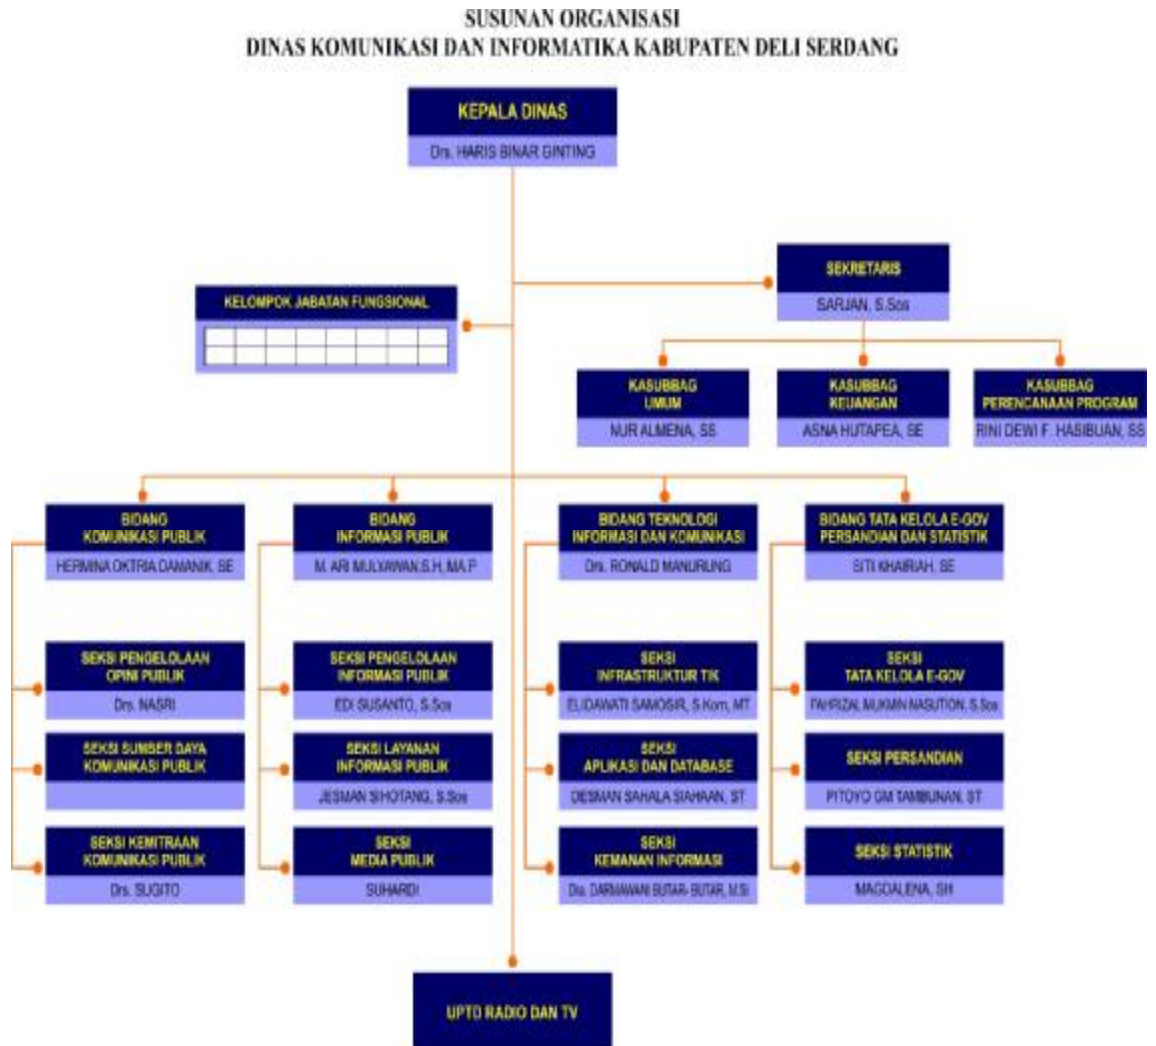 SUSUNAN ORGANISASI
DINAS KOMUNIKASI DAN INFORMATIKA KABUPATEN DELI SERDANG
KEPALA DINAS
Drs. HARIS BINAR GINTING
SEKRETARIS
SARJAN, S.Sos
KELOMPOK JABATAN FUNGSIONAL
KASUBBAG
UMUM
NUR ALMENA, SS
KASUBBAG
KEUANGAN
ASNA HUTAPEA, SE
KASUBBAG
PERENCANAAN PROGRAM
RINI DEWI F. HASIBUAN, SS
BIDANG
KOMUNIKASI PUBLIK
HERMINA OKTRIA DAMANIK, SE
BIDANG
INFORMASI PUBLIK
M. ARI MULYAWAN.S.H, MA.P
BIDANG TEKNOLOGI
INFORMASI DAN KOMUNIKASI
Drs. RONALD MANURUNG
BIDANG TATA KELOLA E-GOV
PERSANDIAN DAN STATISTIK
SITI KHAIRIAH, SE
SEKSI PENGELOLAAN
OPINI PUBLIK
Drs. NASRI
SEKSI PENGELOLAAN
INFORMASI PUBLIK
EDI SUSANTO, S.Sos
SEKSI
INFRASTRUKTUR TIK
ELIDAWATI SAMOSIR, S.Kom, MT
SEKSI
TATA KELOLA E-GOV
FAHRIZAL MUKMIN NASUTION, S.Sos
SEKSI SUMBER DAYA
KOMUNIKASI PUBLIK
SEKSI LAYANAN
INFORMASI PUBLIK
JESMAN SIHOTANG, S.Sos
SEKSI
APLIKASI DAN DATABASE
DESMAN SAHALA SIAHAAN, ST
SEKSI PERSANDIAN
PITOYO GM TAMBUNAN, ST
SEKSI KEMITRAAN
KOMUNIKASI PUBLIK
Drs. SUGITO
SEKSI
MEDIA PUBLIK
SUHARDI
SEKSI
KEMANAN INFORMASI
Dra. DARMAWANI BUTAR- BUTAR, M.Si
SEKSI STATISTIK
MAGDALENA, SH
UPTD RADIO DAN TV